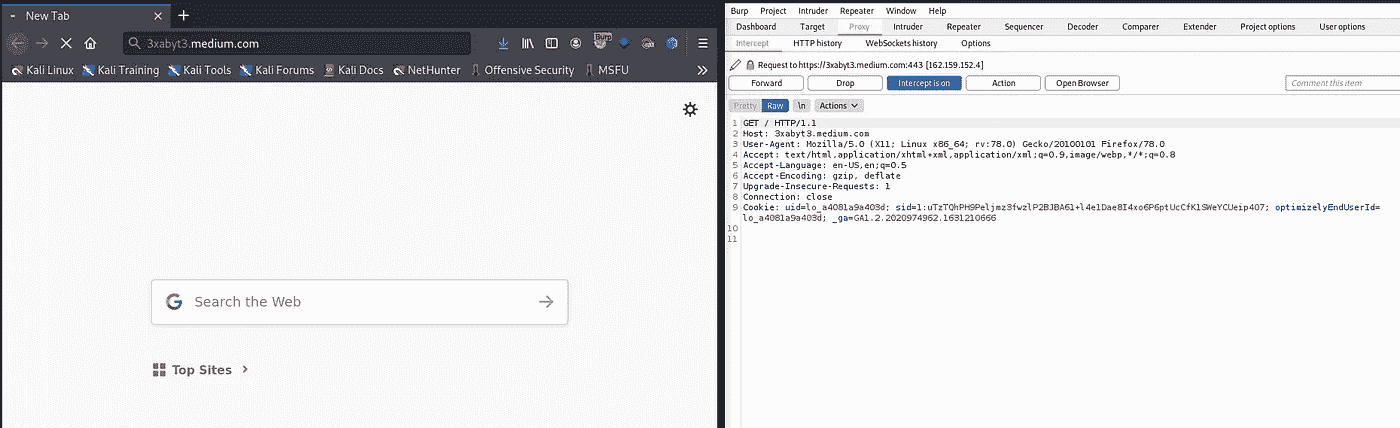 New Tab
3xabyt3.medium.com
Burp
Kali Linux Kali Training Kali Tools Kali Forums Kali Docs NetHunter Offensive Security MSFU
Search the Web
Top Sites
Burp Project Intruder Repeater Window Help
Dashboard Target Proxy Intruder Repeater Sequencer Decoder Comparer Extender Project options User options
Intercept HTTP history WebSockets history Options
Request to https://3xabyt3.medium.com:443 [162.159.152.4]
Forward Drop Intercept is on Action Open Browser Comment this item
Pretty Raw \n Actions
1 GET / HTTP/1.1
2 Host: 3xabyt3.medium.com
3 User-Agent: Mozilla/5.0 (X11; Linux x86_64; rv:78.0) Gecko/20100101 Firefox/78.0
4 Accept: text/html,application/xhtml+xml,application/xml;q=0.9,image/webp,*/*;q=0.8
5 Accept-Language: en-US,en;q=0.5
6 Accept-Encoding: gzip, deflate
7 Upgrade-Insecure-Requests: 1
8 Connection: close
9 Cookie: uid=lo_a4081a9a403d; optimizelyEndUserId=
lo_a4081a9a403d; _ga=GA1.2.2020974962.1631210666
10
11